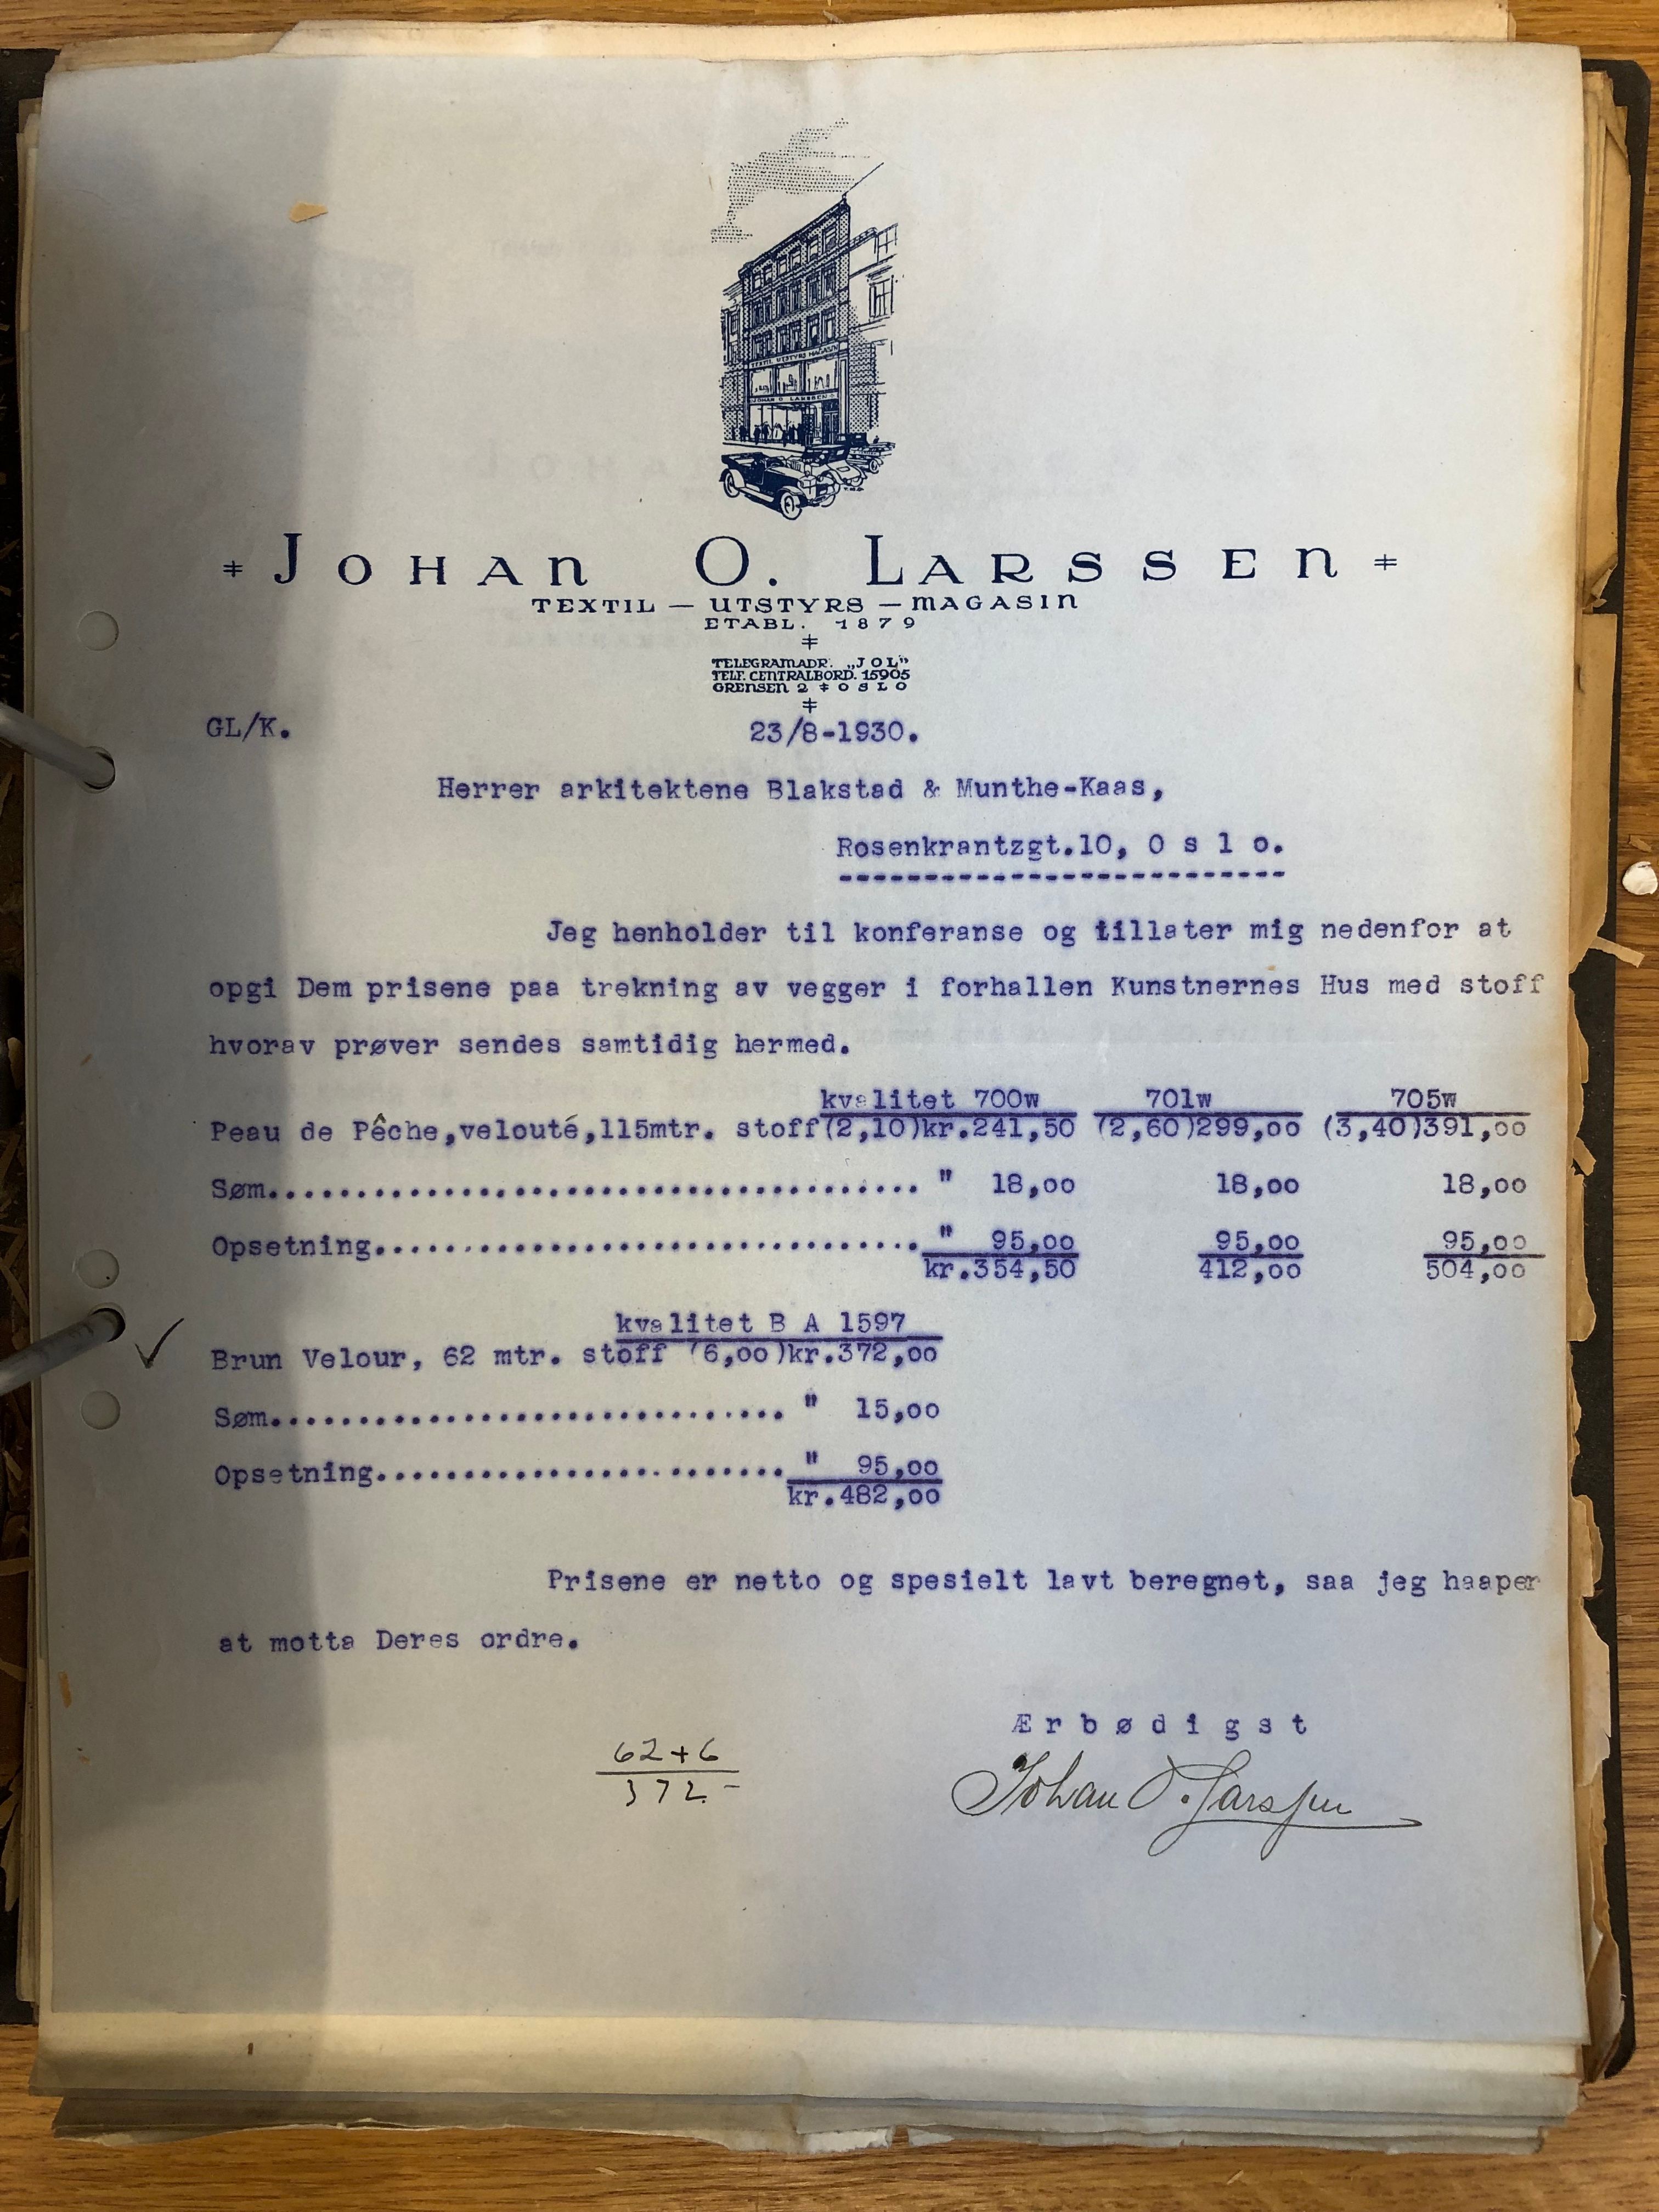 TEXTIL UTSTYRS MAGASIN
JOHAN O. LARSSEN
JOHAN O. LARSSEN
TEXTIL — UTSTYRS — MAGASIN
ETABL. 1879
TELEGRAMADR. „JOL”
TELF. CENTRALBORD. 15905
GRENSEN 2 ‡ OSLO
GL/K. 23/8-1930.
Herrer arkitektene Blakstad & Munthe-Kaas,
Rosenkrantzgt.10, O s l o.
Jeg henholder til konferanse og tillater mig nedenfor at
opgi Dem prisene paa trekning av vegger i forhallen Kunstnernes Hus med stoff
hvorav prøver sendes samtidig hermed.
kvalitet 700w 701w 705w
Peau de Pêche,velouté,115mtr. stoff(2,10)kr.241,50 (2,60)299,00 (3,40)391,00
Søm........................................ " 18,00 18,00 18,00
Opsetning.................................. " 95,00 95,00 95,00
kr.354,50 412,00 504,00
kvalitet B A 1597
✓ Brun Velour, 62 mtr. stoff (6,00)kr.372,00
Søm................................ " 15,00
Opsetning.......................... " 95,00
kr.482,00
Prisene er netto og spesielt lavt beregnet, saa jeg haaper
at motta Deres ordre.
Æ r b ø d i g s t
62+6
372.-
Johan O. Larssen